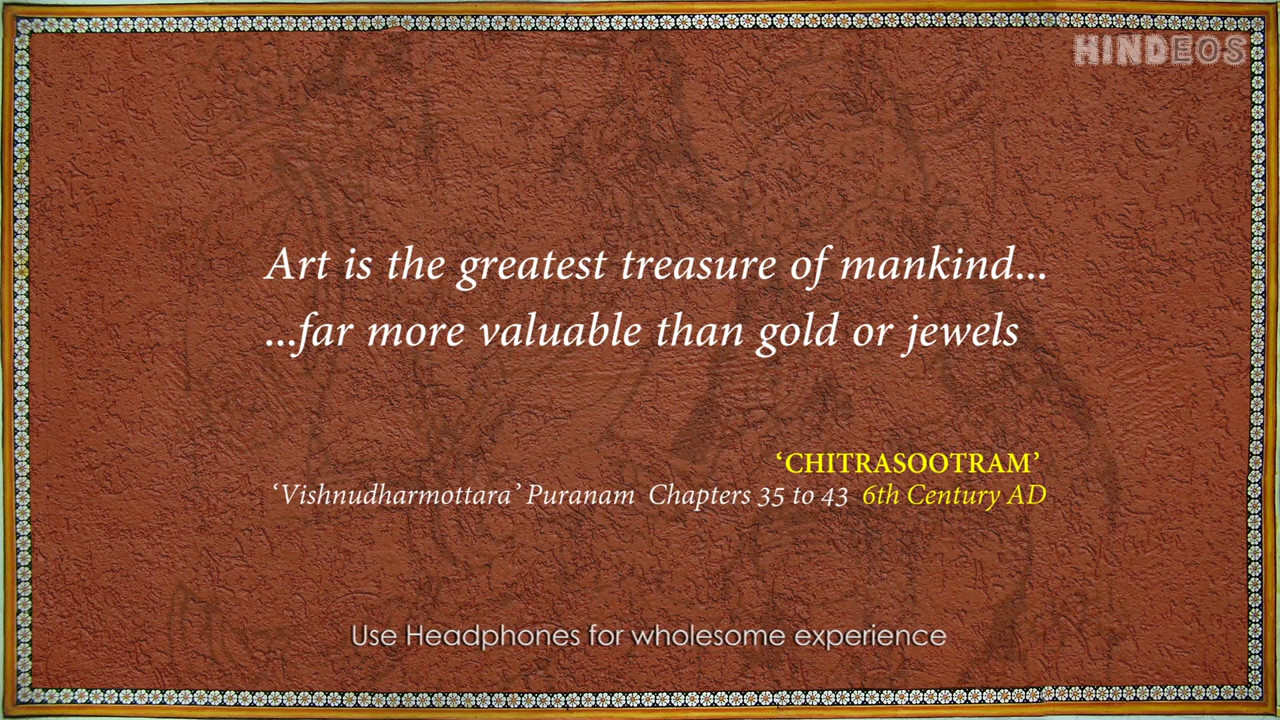 HINDEOS
Art is the greatest treasure of mankind...
...far more valuable than gold or jewels
‘CHITRASOOTRAM’
‘Vishnudharmottara’ Puranam Chapters 35 to 43 6th Century AD
Use Headphones for wholesome experience